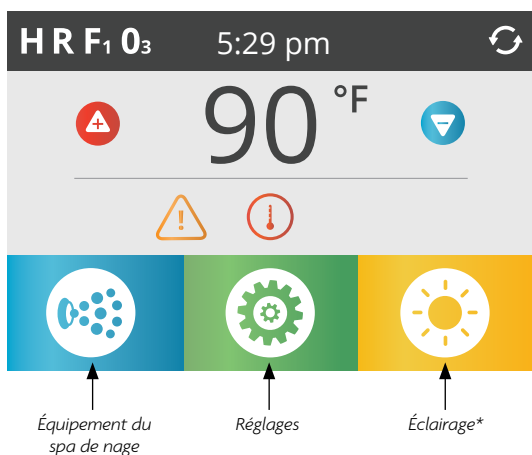 H R F1 03 5:29 pm
90 °F
Équipement du
spa de nage
Réglages
Éclairage*